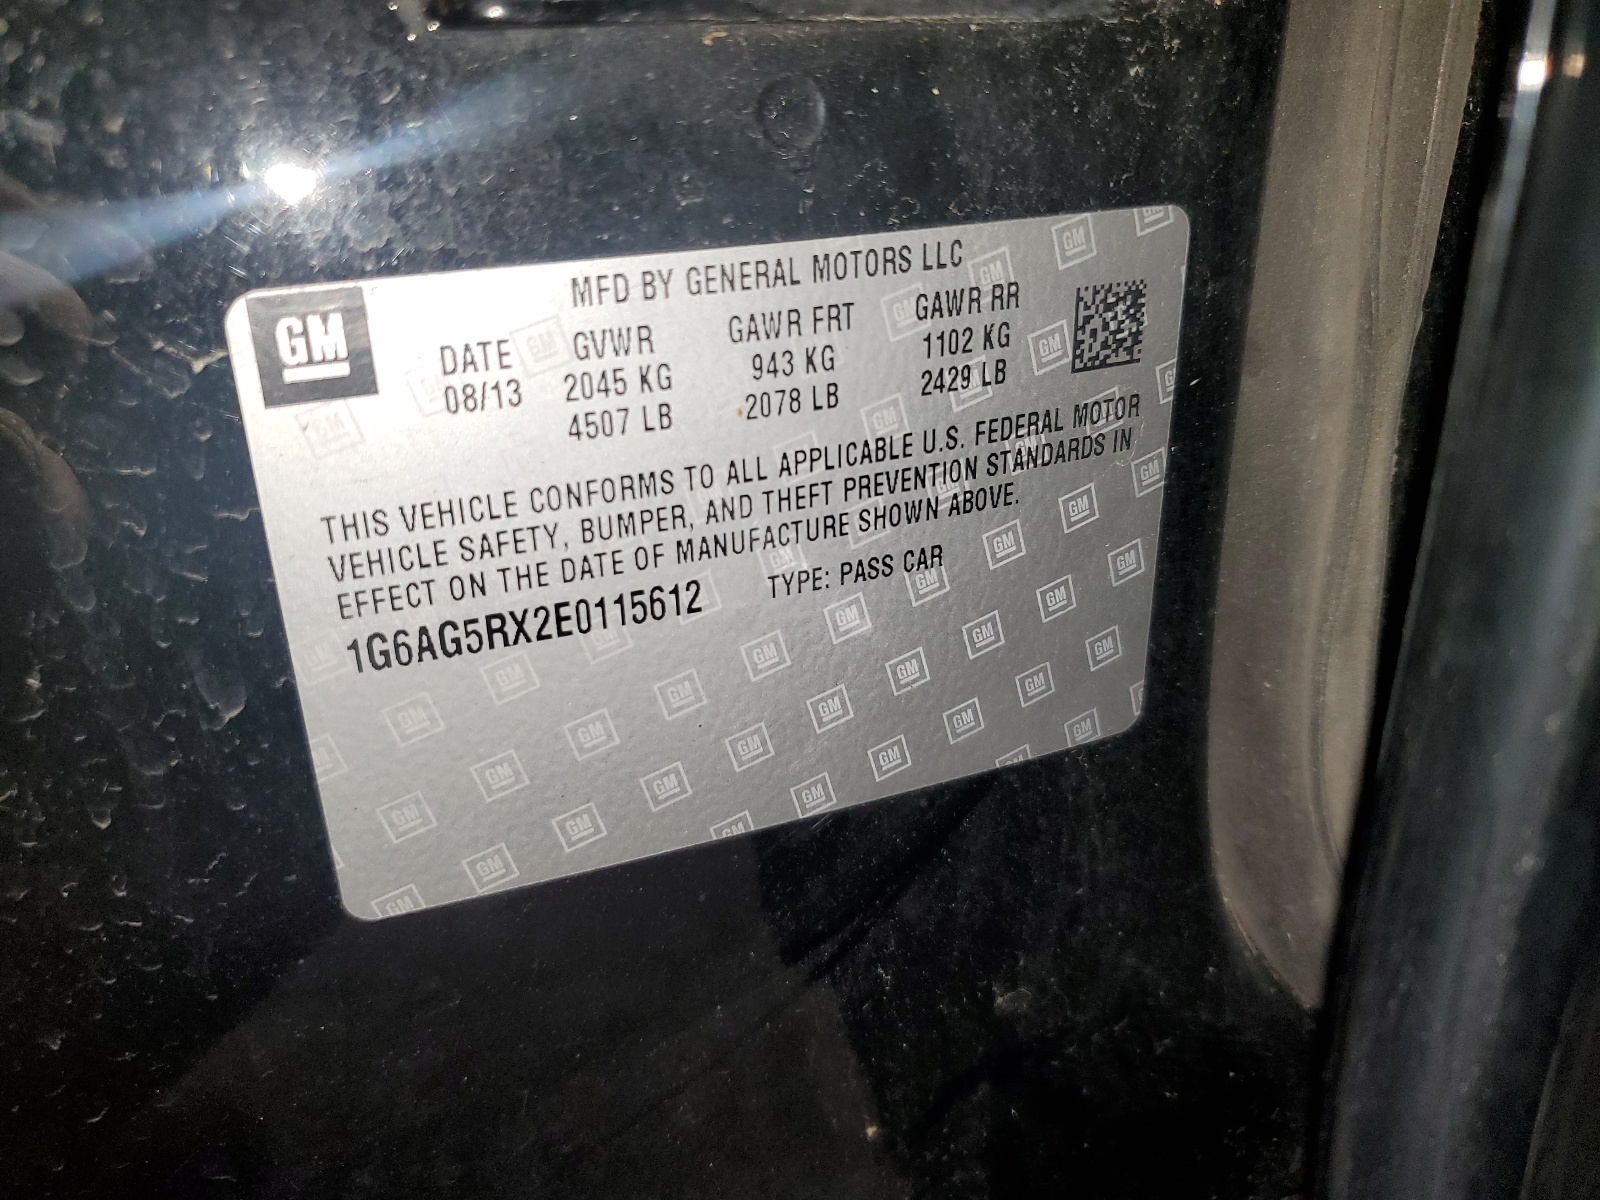 GM
MFD BY GENERAL MOTORS LLC
DATE GVWR GAWR FRT GAWR RR
08/13 2045 KG 943 KG 1102 KG
4507 LB 2078 LB 2429 LB
THIS VEHICLE CONFORMS TO ALL APPLICABLE U.S. FEDERAL MOTOR
VEHICLE SAFETY, BUMPER, AND THEFT PREVENTION STANDARDS IN
EFFECT ON THE DATE OF MANUFACTURE SHOWN ABOVE.
1G6AG5RX2E0115612 TYPE: PASS CAR